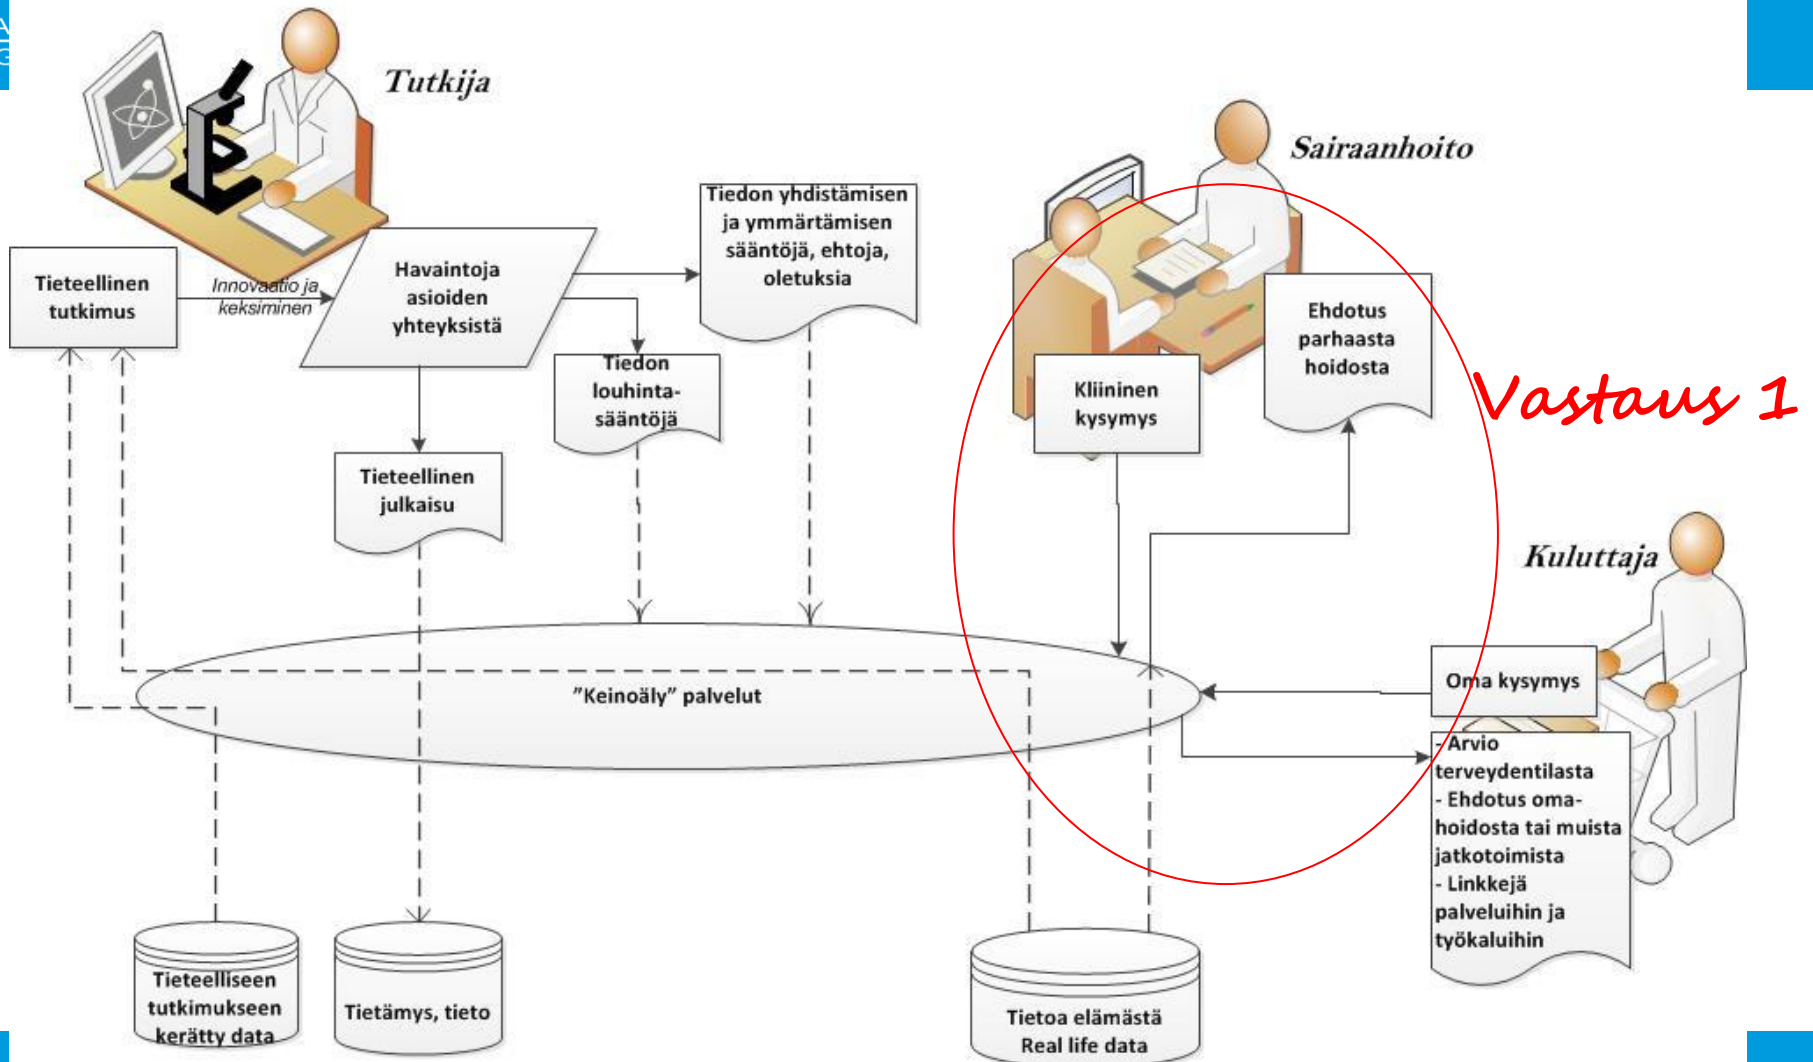 Tutkija
Sairaanhoito
Tiedon yhdistämisen
ja ymmärtämisen
sääntöjä, ehtoja,
oletuksia
Tieteellinen
tutkimus
Innovaatio ja
keksiminen
Havaintoja
asioiden
yhteyksistä
Ehdotus
parhaasta
hoidosta
Tiedon
louhinta-
sääntöjä
Kliininen
kysymys
Vastaus 1
Tieteellinen
julkaisu
Kuluttaja
"Keinoäly" palvelut
Oma kysymys
- Arvio
terveydentilasta
- Ehdotus oma-
hoidosta tai muista
jatkotoimista
- Linkkejä
palveluihin ja
työkaluihin
Tieteelliseen
tutkimukseen
kerätty data
Tietämys, tieto
Tietoa elämästä
Real life data